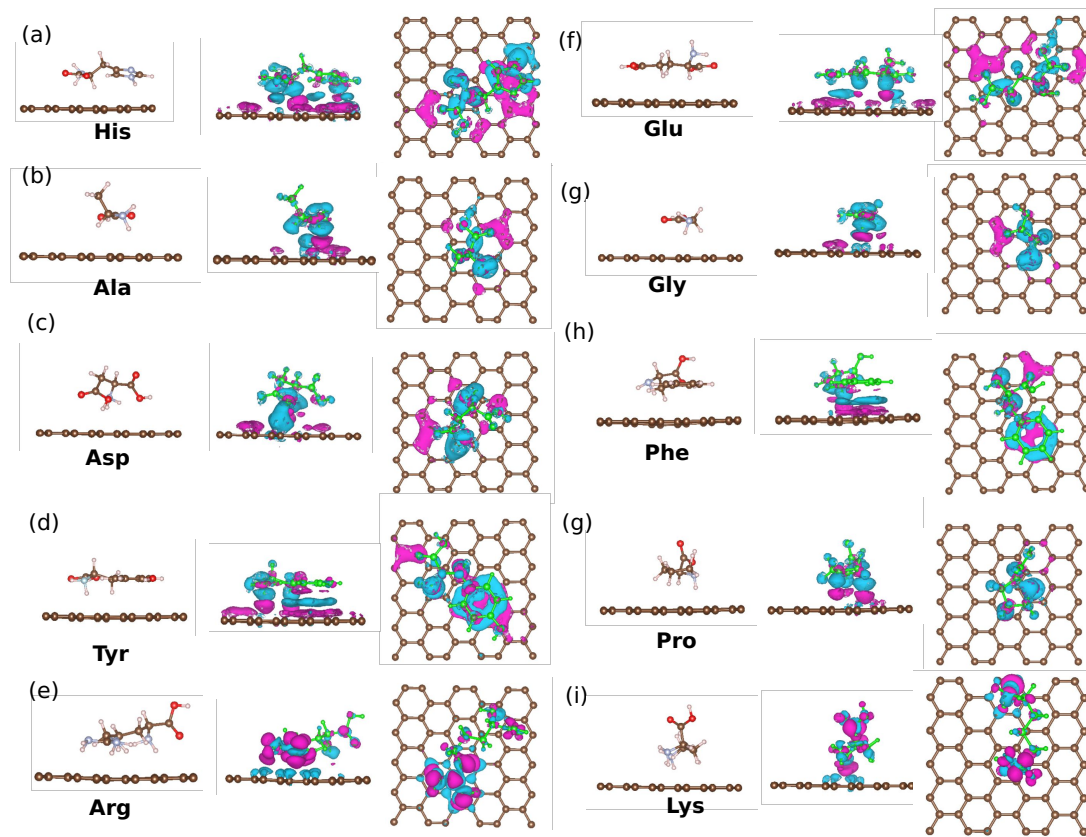 (a)
His
(b)
Ala
(c)
Asp
(d)
Tyr
(e)
Arg
(f)
Glu
(g)
Gly
(h)
Phe
(g)
Pro
(i)
Lys